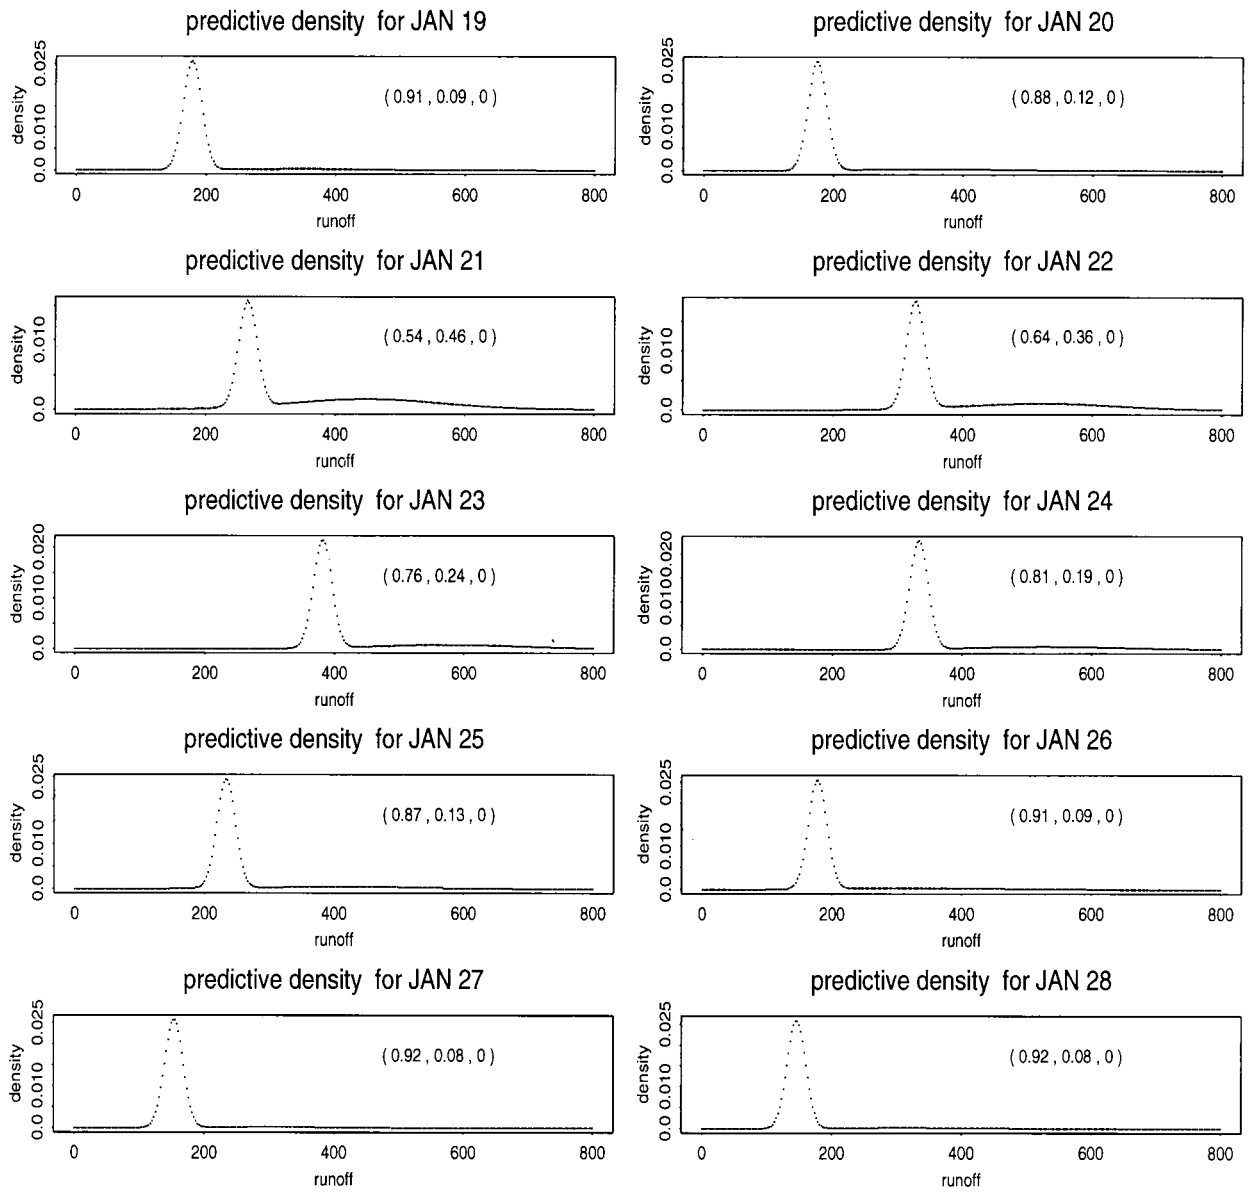 predictive density for JAN 19
density
0.0 0.010 0.025
( 0.91 , 0.09 , 0 )
0 200 400 600 800
runoff
predictive density for JAN 20
density
0.0 0.010 0.025
( 0.88 , 0.12 , 0 )
0 200 400 600 800
runoff
predictive density for JAN 21
density
0.0 0.010
( 0.54 , 0.46 , 0 )
0 200 400 600 800
runoff
predictive density for JAN 22
density
0.0 0.010
( 0.64 , 0.36 , 0 )
0 200 400 600 800
runoff
predictive density for JAN 23
density
0.0 0.010 0.020
( 0.76 , 0.24 , 0 )
0 200 400 600 800
runoff
predictive density for JAN 24
density
0.0 0.010 0.020
( 0.81 , 0.19 , 0 )
0 200 400 600 800
runoff
predictive density for JAN 25
density
0.0 0.010 0.025
( 0.87 , 0.13 , 0 )
0 200 400 600 800
runoff
predictive density for JAN 26
density
0.0 0.010 0.025
( 0.91 , 0.09 , 0 )
0 200 400 600 800
runoff
predictive density for JAN 27
density
0.0 0.010 0.025
( 0.92 , 0.08 , 0 )
0 200 400 600 800
runoff
predictive density for JAN 28
density
0.0 0.010 0.025
( 0.92 , 0.08 , 0 )
0 200 400 600 800
runoff